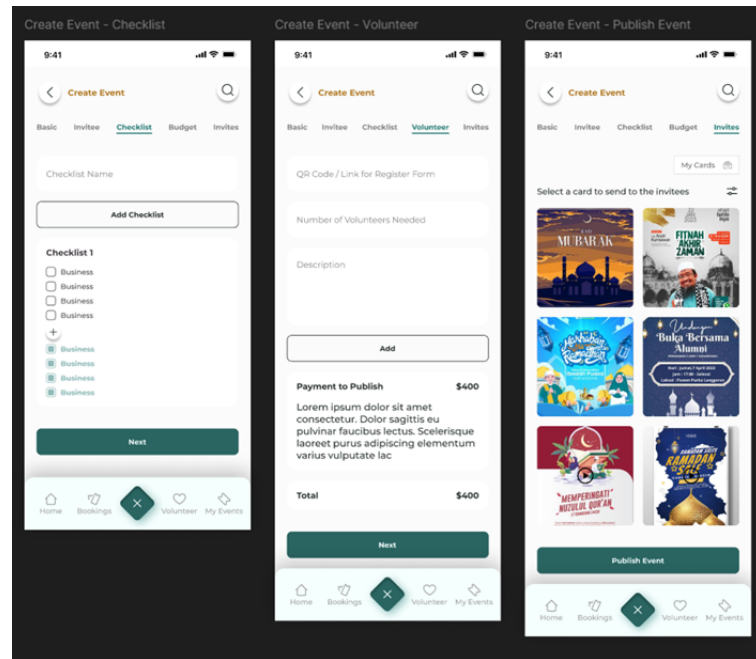 Create Event - Checklist
9:41
Create Event
Basic Invitee Checklist Budget Invites
Checklist Name
Add Checklist
Checklist 1
Business
Business
Business
Business
+
Business
Business
Business
Business
Next
Home Bookings Volunteer My Events
Create Event - Volunteer
9:41
Create Event
Basic Invitee Checklist Volunteer Invites
QR Code / Link for Register Form
Number of Volunteers Needed
Description
Add
Payment to Publish $400
Lorem ipsum dolor sit amet
consectetur. Dolor sagittis eu
pulvinar faucibus lectus. Scelerisque
laoreet purus adipiscing elementum
varius vulputate lac
Total $400
Next
Home Bookings Volunteer My Events
Create Event - Publish Event
9:41
Create Event
Basic Invitee Checklist Budget Invites
My Cards
Select a card to send to the invitees
EID
MUBARAK
FITNAH
AKHIR
ZAMAN
Ramadhan
Undangan
Buka Bersama
Alumni
MEMPERINGATI
NUZULUL QUR'AN
RAMADAN
SALE
Publish Event
Home Bookings Volunteer My Events